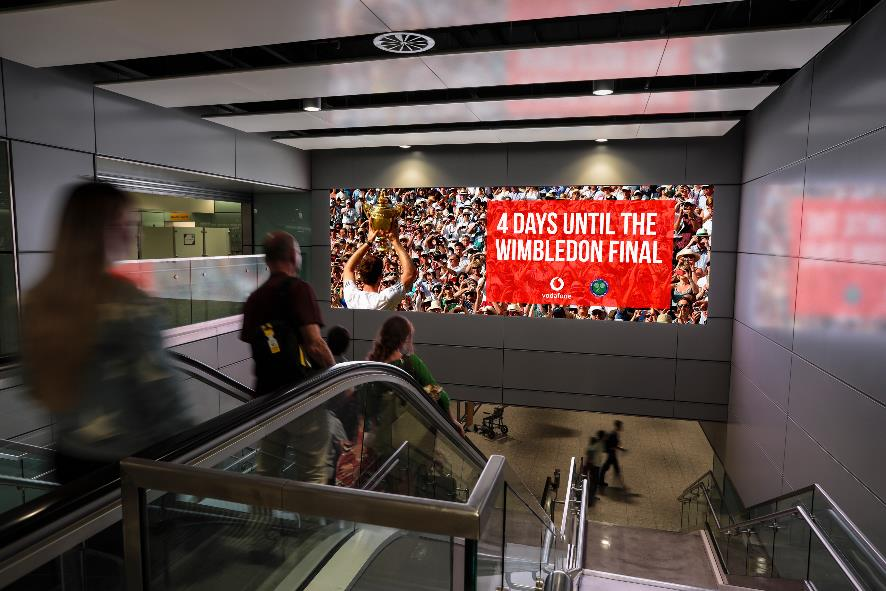 4 DAYS UNTIL THE
WIMBLEDON FINAL
vodafone